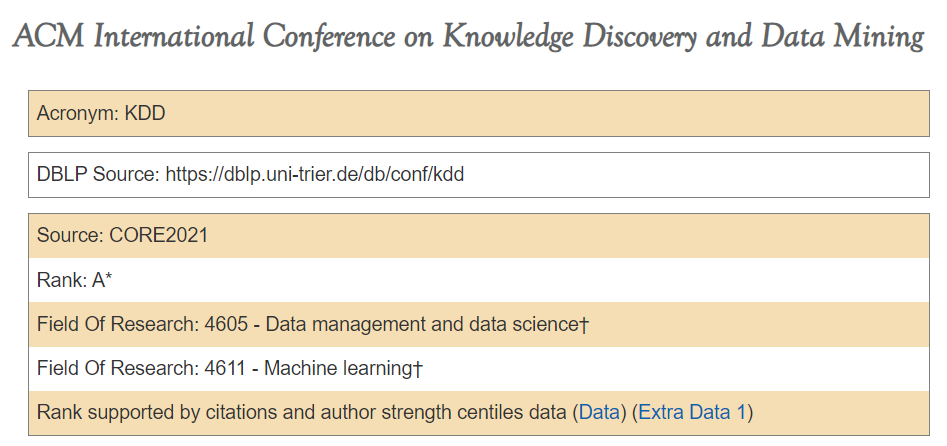 ACM International Conference on Knowledge Discovery and Data Mining
Acronym: KDD
DBLP Source: https://dblp.uni-trier.de/db/conf/kdd
Source: CORE2021
Rank: A*
Field Of Research: 4605 - Data management and data science†
Field Of Research: 4611 - Machine learning†
Rank supported by citations and author strength centiles data (Data) (Extra Data 1)